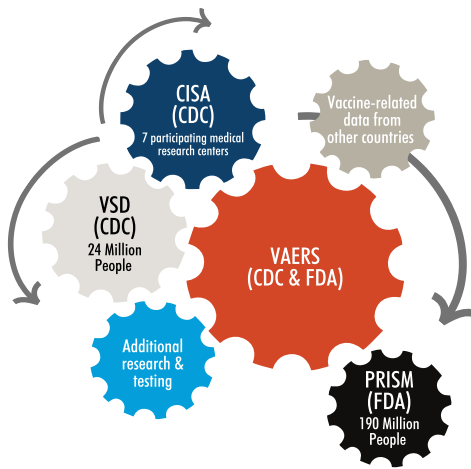 CISA
(CDC)
7 participating medical
research centers
Vaccine-related
data from
other countries
VSD
(CDC)
24 Million
People
VAERS
(CDC & FDA)
Additional
research &
testing
PRISM
(FDA)
190 Million
People